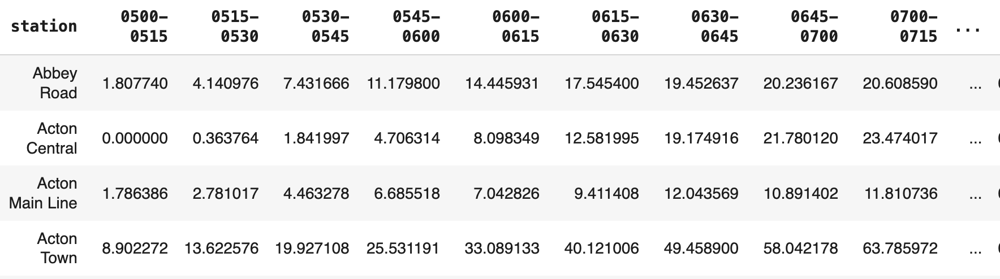 station 0500– 0515– 0530– 0545– 0600– 0615– 0630– 0645– 0700– ...
0515 0530 0545 0600 0615 0630 0645 0700 0715
Abbey
Road 1.807740 4.140976 7.431666 11.179800 14.445931 17.545400 19.452637 20.236167 20.608590 ...
Acton
Central 0.000000 0.363764 1.841997 4.706314 8.098349 12.581995 19.174916 21.780120 23.474017 ...
Acton
Main Line 1.786386 2.781017 4.463278 6.685518 7.042826 9.411408 12.043569 10.891402 11.810736 ...
Acton
Town 8.902272 13.622576 19.927108 25.531191 33.089133 40.121006 49.458900 58.042178 63.785972 ...